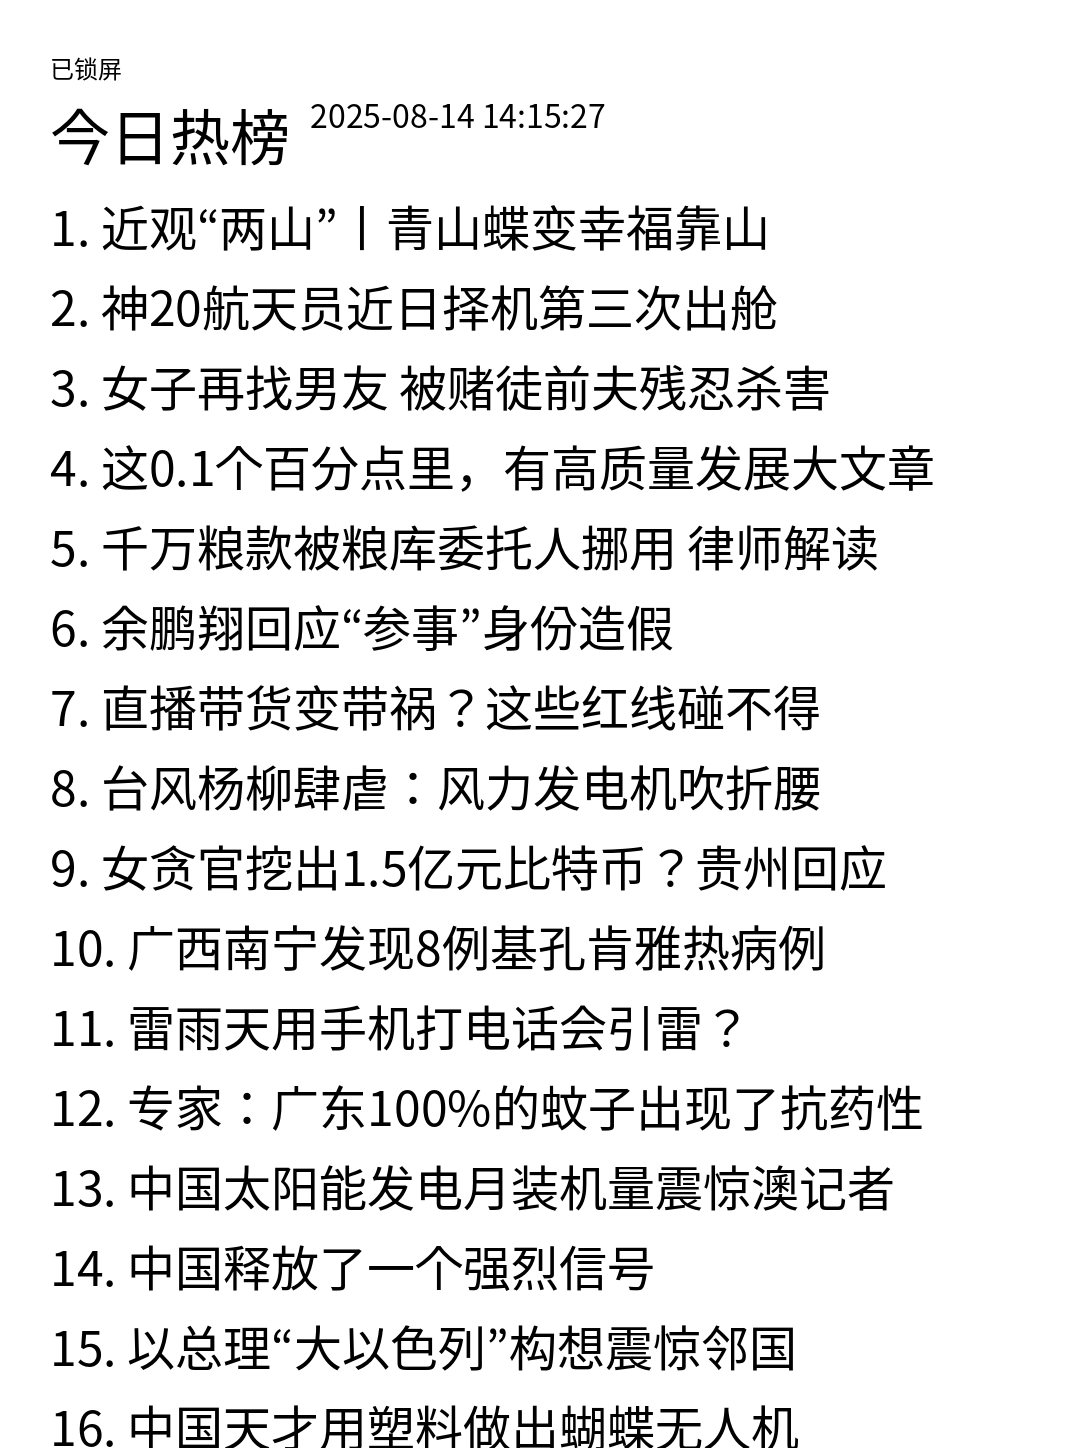 已锁屏
今日热榜 2025-08-14 14:15:27
1. 近观“两山”丨青山蝶变幸福靠山
2. 神20航天员近日择机第三次出舱
3. 女子再找男友 被赌徒前夫残忍杀害
4. 这0.1个百分点里，有高质量发展大文章
5. 千万粮款被粮库委托人挪用 律师解读
6. 余鹏翔回应“参事”身份造假
7. 直播带货变带祸？这些红线碰不得
8. 台风杨柳肆虐：风力发电机吹折腰
9. 女贪官挖出1.5亿元比特币？贵州回应
10. 广西南宁发现8例基孔肯雅热病例
11. 雷雨天用手机打电话会引雷？
12. 专家：广东100%的蚊子出现了抗药性
13. 中国太阳能发电月装机量震惊澳记者
14. 中国释放了一个强烈信号
15. 以总理“大以色列”构想震惊邻国
16. 中国天才用塑料做出蝴蝶无人机